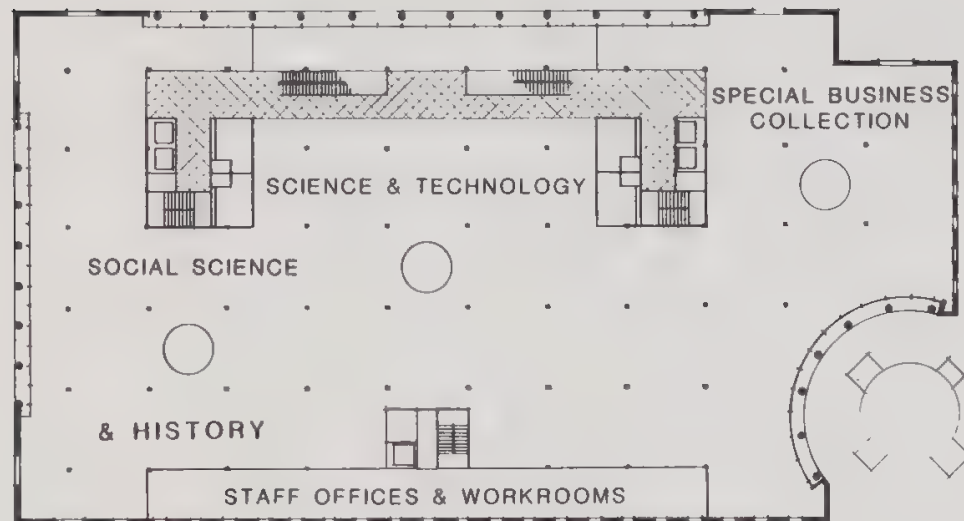 SPECIAL BUSINESS
COLLECTION
SCIENCE & TECHNOLOGY
SOCIAL SCIENCE
& HISTORY
STAFF OFFICES & WORKROOMS